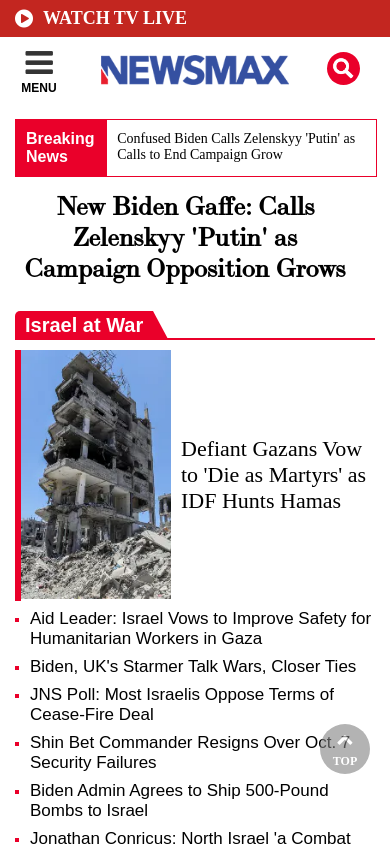 WATCH TV LIVE
MENU
NEWSMAX
Breaking News
Confused Biden Calls Zelenskyy 'Putin' as
Calls to End Campaign Grow
New Biden Gaffe: Calls
Zelenskyy 'Putin' as
Campaign Opposition Grows
Israel at War
Defiant Gazans Vow
to 'Die as Martyrs' as
IDF Hunts Hamas
Aid Leader: Israel Vows to Improve Safety for
Humanitarian Workers in Gaza
Biden, UK's Starmer Talk Wars, Closer Ties
JNS Poll: Most Israelis Oppose Terms of
Cease-Fire Deal
Shin Bet Commander Resigns Over Oct. 7
Security Failures
TOP
Biden Admin Agrees to Ship 500-Pound
Bombs to Israel
Jonathan Conricus: North Israel 'a Combat